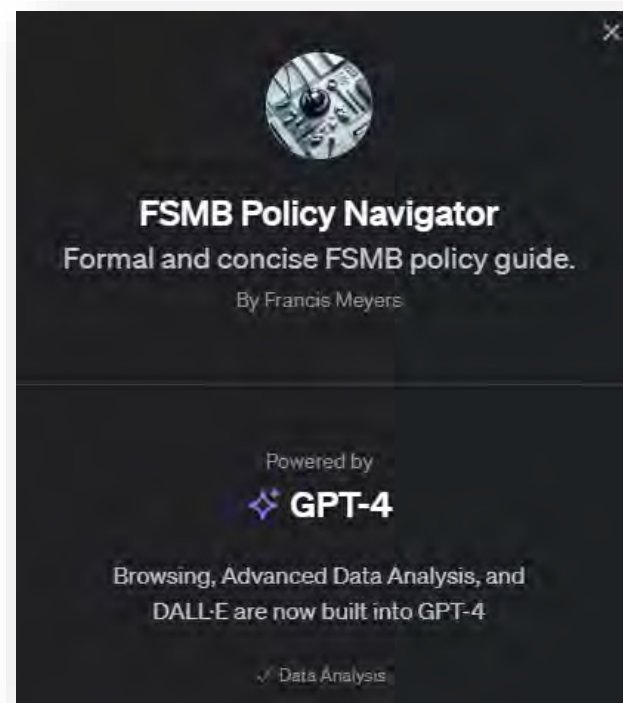 FSMB Policy Navigator
Formal and concise FSMB policy guide.
By Francis Meyers
Powered by
GPT-4
Browsing, Advanced Data Analysis, and
DALL·E are now built into GPT-4
✓ Data Analysis